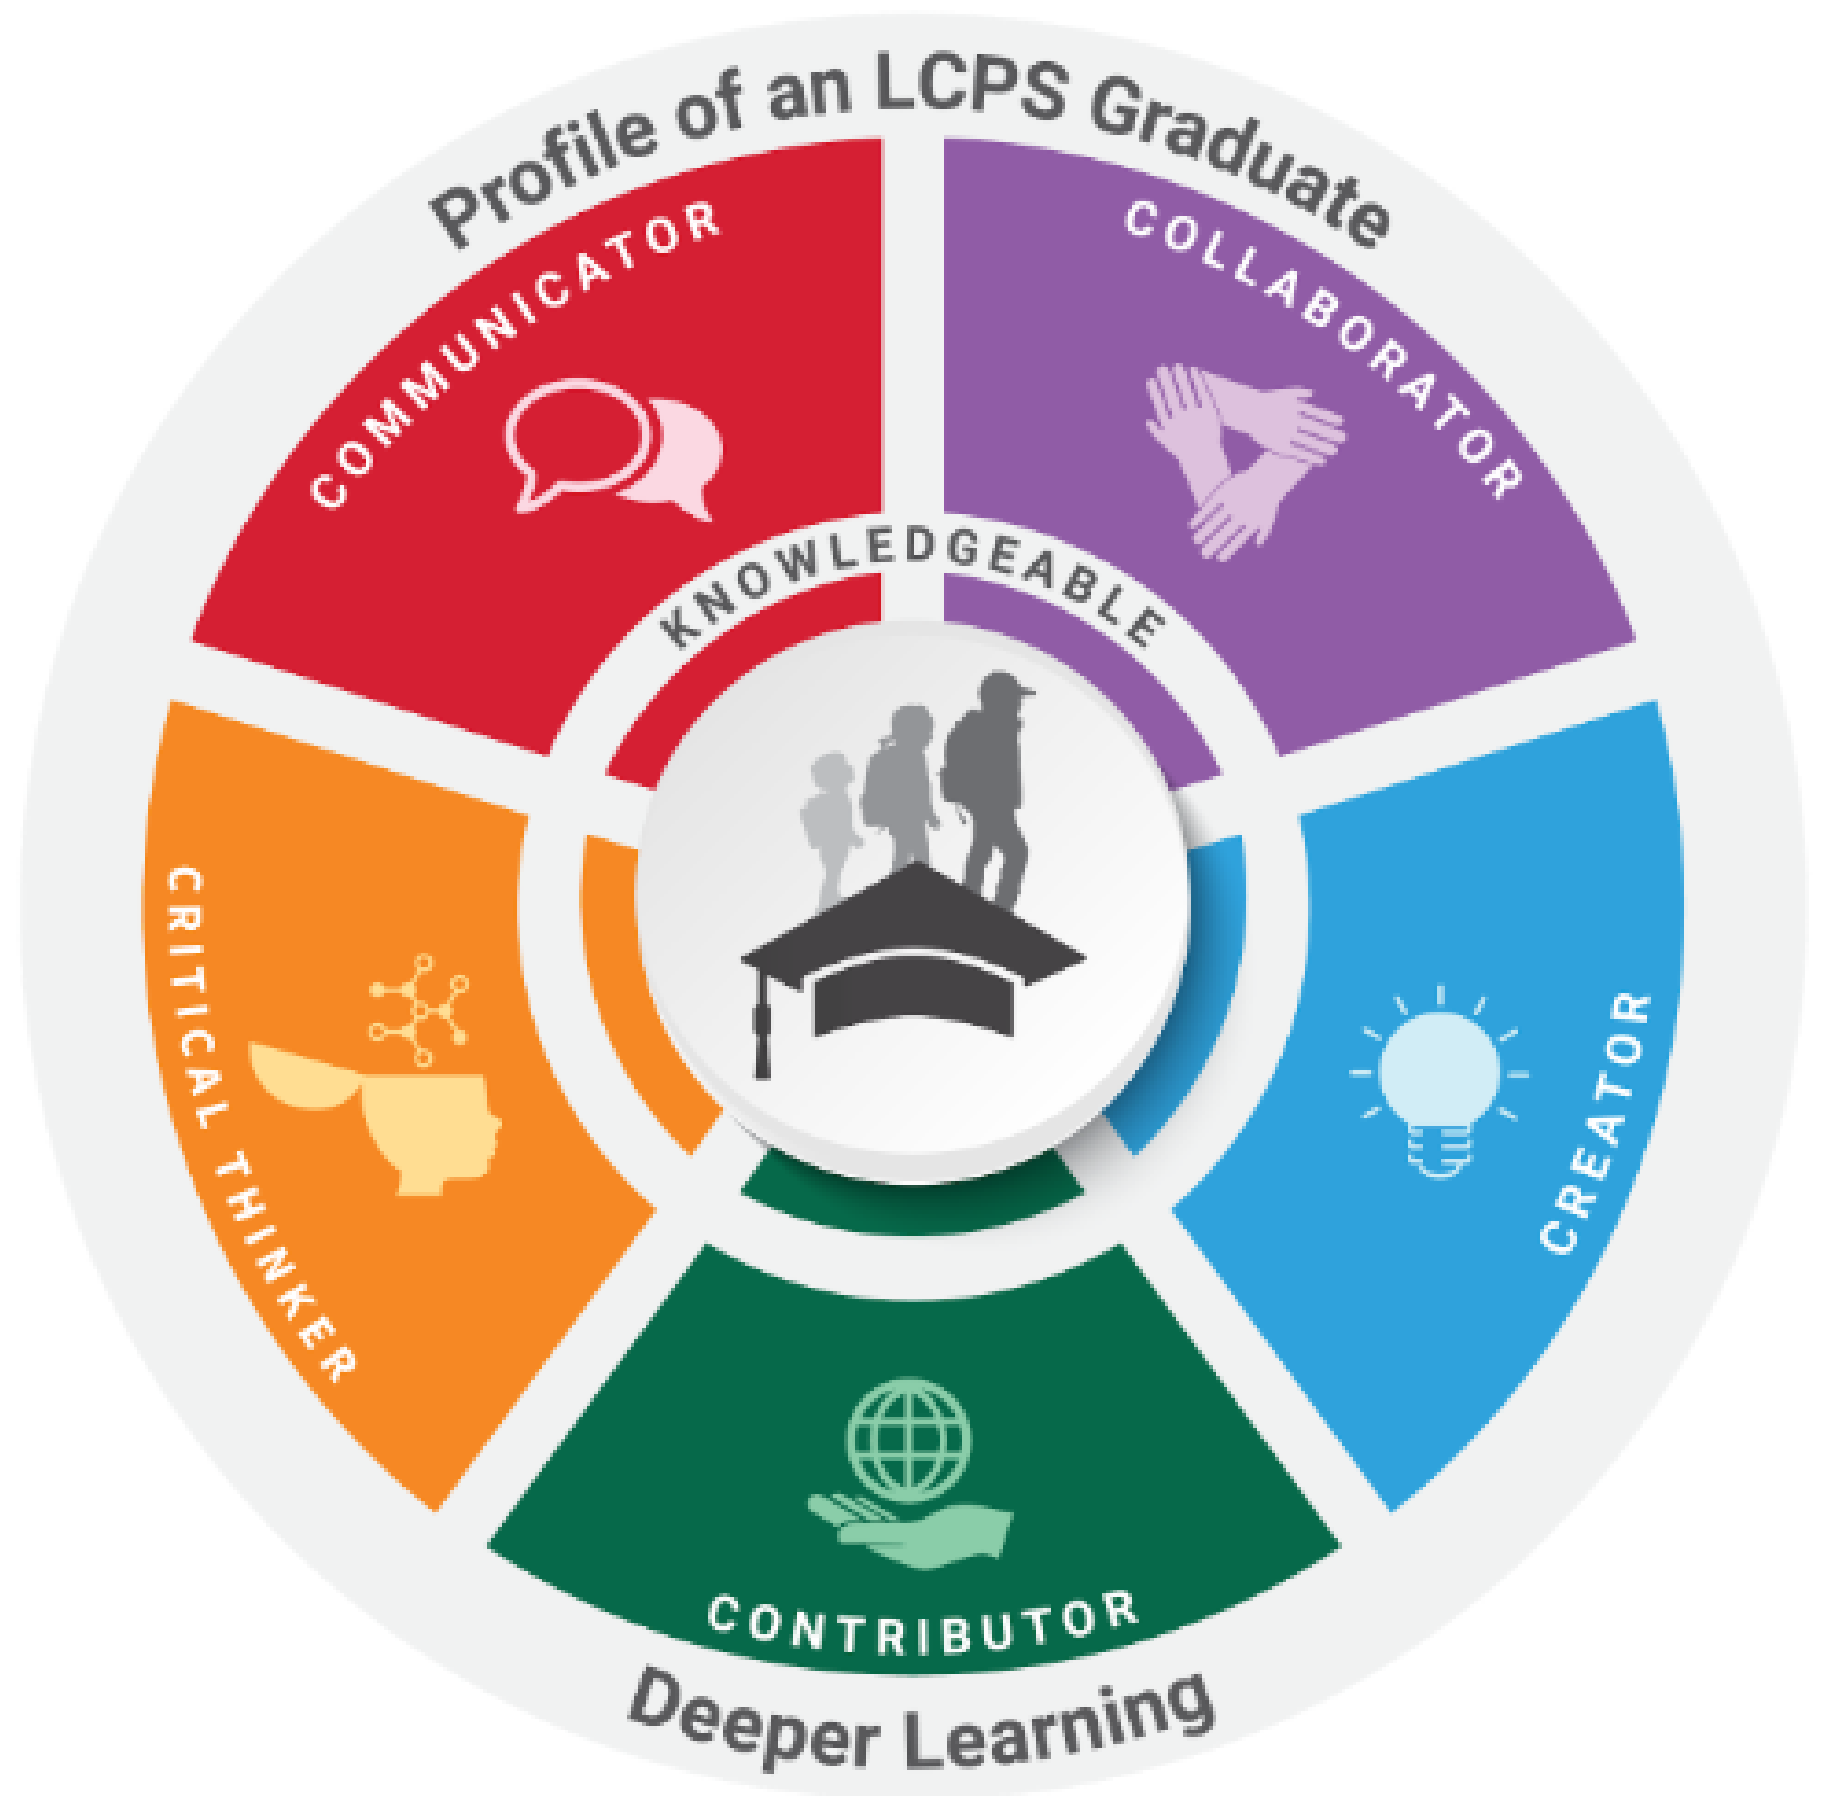 Profile of an LCPS Graduate
COMMUNICATOR
COLLABORATOR
KNOWLEDGEABLE
CRITICAL THINKER
CREATOR
CONTRIBUTOR
Deeper Learning